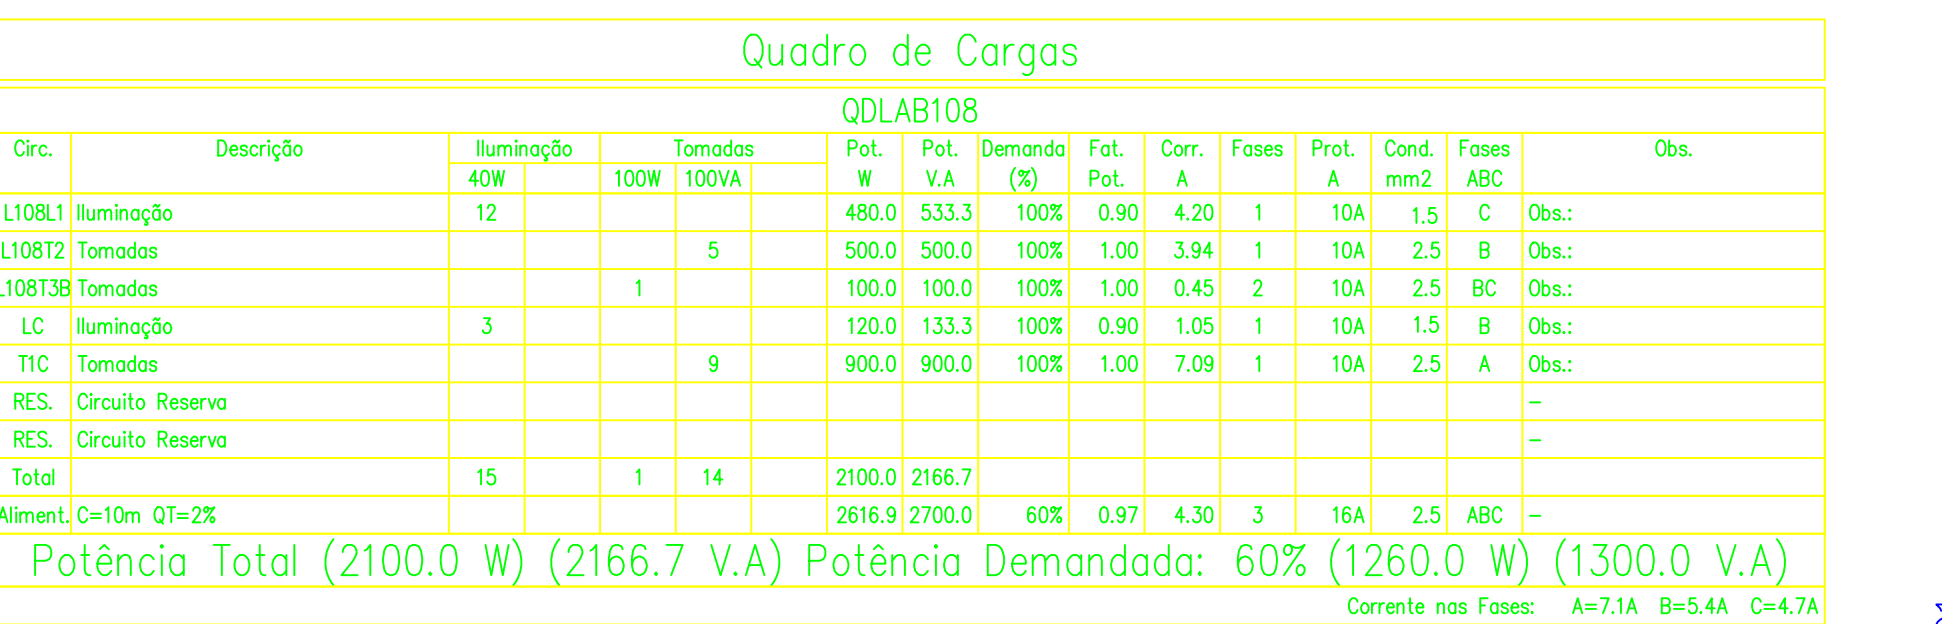 Quadro de Cargas
QDLAB108
Circ. Descrição Iluminação Tomadas Pot. Pot. Demanda Fat. Corr. Fases Prot. Cond. Fases Obs.
40W 100W 100VA W V.A (%) Pot. A A mm2 ABC
L108L1 Iluminação 12 480.0 533.3 100% 0.90 4.20 1 10A 1.5 C Obs.:
L108T2 Tomadas 5 500.0 500.0 100% 1.00 3.94 1 10A 2.5 B Obs.:
L108T3B Tomadas 1 100.0 100.0 100% 1.00 0.45 2 10A 2.5 BC Obs.:
LC Iluminação 3 120.0 133.3 100% 0.90 1.05 1 10A 1.5 B Obs.:
T1C Tomadas 9 900.0 900.0 100% 1.00 7.09 1 10A 2.5 A Obs.:
RES. Circuito Reserva –
RES. Circuito Reserva –
Total 15 1 14 2100.0 2166.7
Aliment. C=10m QT=2% 2616.9 2700.0 60% 0.97 4.30 3 16A 2.5 ABC –
Potência Total (2100.0 W) (2166.7 V.A) Potência Demandada: 60% (1260.0 W) (1300.0 V.A)
Corrente nas Fases: A=7.1A B=5.4A C=4.7A